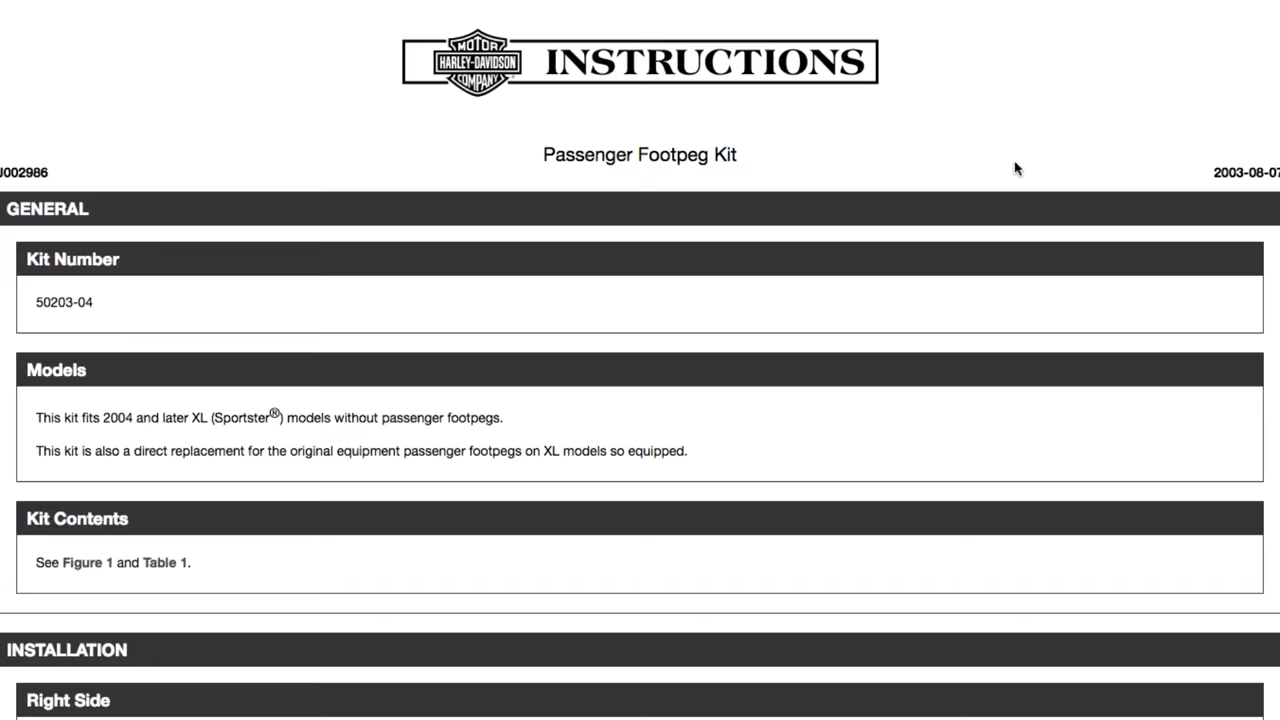 MOTOR
HARLEY-DAVIDSON
COMPANY
INSTRUCTIONS
Passenger Footpeg Kit
J002986
2003-08-07
GENERAL
Kit Number
50203-04
Models
This kit fits 2004 and later XL (Sportster®) models without passenger footpegs.
This kit is also a direct replacement for the original equipment passenger footpegs on XL models so equipped.
Kit Contents
See Figure 1 and Table 1.
INSTALLATION
Right Side